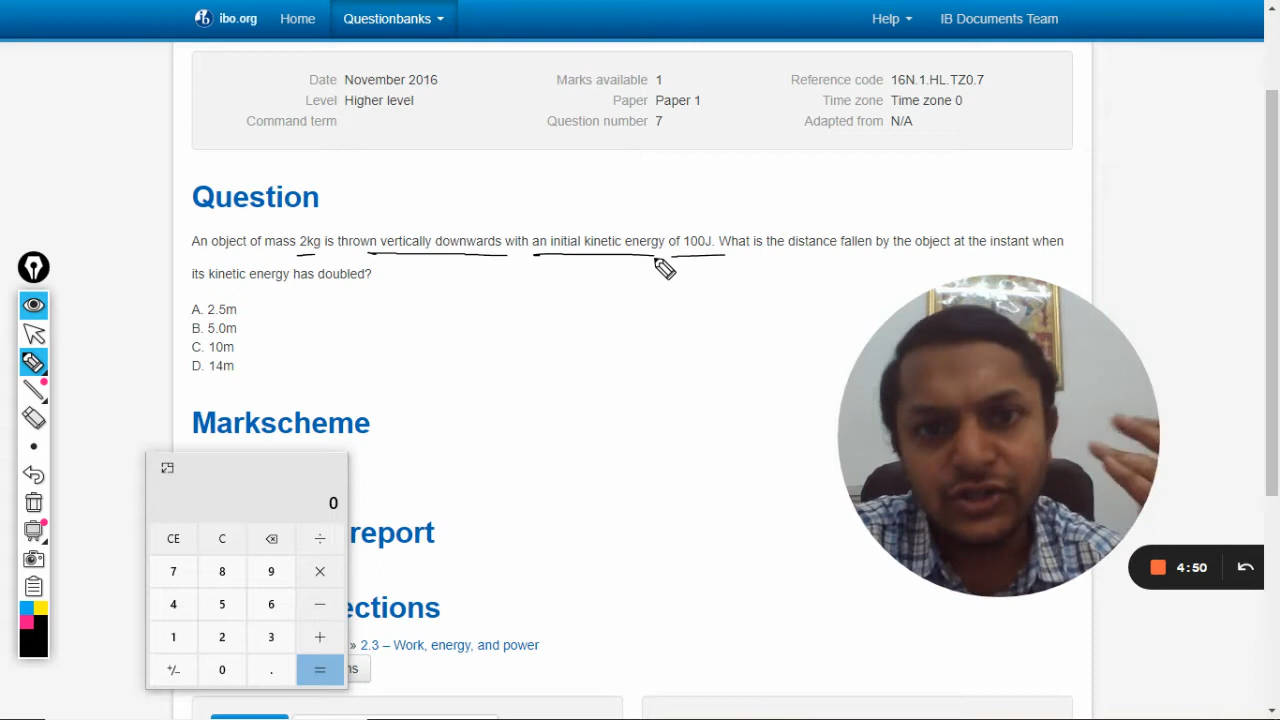 ibo.org Home Questionbanks Help IB Documents Team
Date November 2016 Marks available 1 Reference code 16N.1.HL.TZ0.7
Level Higher level Paper Paper 1 Time zone Time zone 0
Command term Question number 7 Adapted from N/A
Question
An object of mass 2kg is thrown vertically downwards with an initial kinetic energy of 100J. What is the distance fallen by the object at the instant when
its kinetic energy has doubled?
A. 2.5m
B. 5.0m
C. 10m
D. 14m
Markscheme
0
CE C ⌫ ÷
report
7 8 9 ×
4:50
4 5 6 −
ections
1 2 3 +
» 2.3 – Work, energy, and power
+/− 0 . =
ns